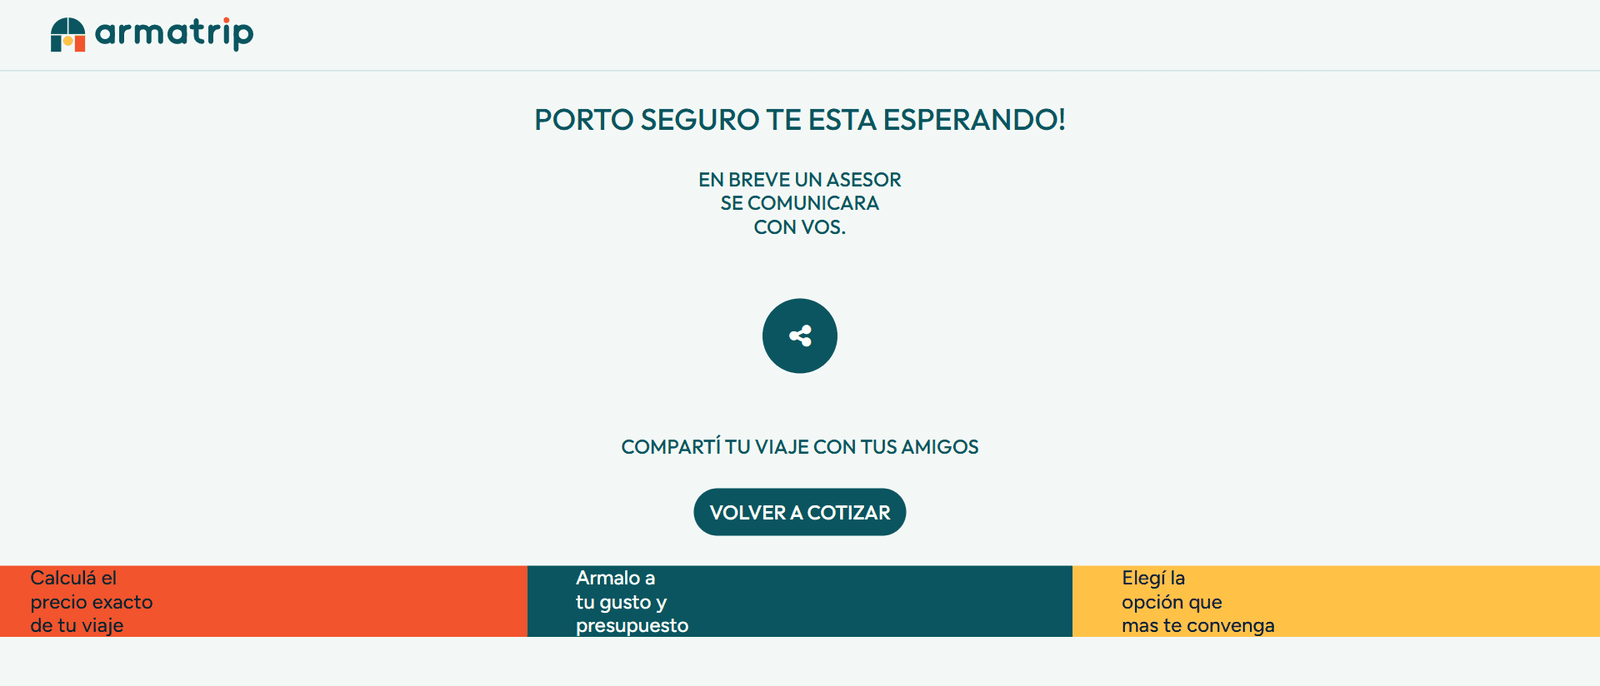 armatrip
PORTO SEGURO TE ESTA ESPERANDO!
EN BREVE UN ASESOR
SE COMUNICARA
CON VOS.
COMPARTÍ TU VIAJE CON TUS AMIGOS
VOLVER A COTIZAR
Calculá el
precio exacto
de tu viaje
Armalo a
tu gusto y
presupuesto
Elegí la
opción que
mas te convenga